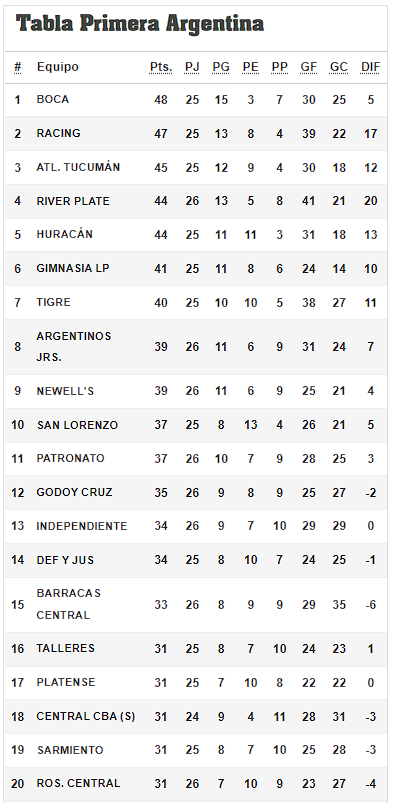 Tabla Primera Argentina
# Equipo Pts. PJ PG PE PP GF GC DIF
1 BOCA 48 25 15 3 7 30 25 5
2 RACING 47 25 13 8 4 39 22 17
3 ATL. TUCUMÁN 45 25 12 9 4 30 18 12
4 RIVER PLATE 44 26 13 5 8 41 21 20
5 HURACÁN 44 25 11 11 3 31 18 13
6 GIMNASIA LP 41 25 11 8 6 24 14 10
7 TIGRE 40 25 10 10 5 38 27 11
8 ARGENTINOS
JRS. 39 26 11 6 9 31 24 7
9 NEWELL'S 39 26 11 6 9 25 21 4
10 SAN LORENZO 37 25 8 13 4 26 21 5
11 PATRONATO 37 26 10 7 9 28 25 3
12 GODOY CRUZ 35 26 9 8 9 25 27 -2
13 INDEPENDIENTE 34 26 9 7 10 29 29 0
14 DEF Y JUS 34 25 8 10 7 24 25 -1
15 BARRACAS
CENTRAL 33 26 8 9 9 29 35 -6
16 TALLERES 31 25 8 7 10 24 23 1
17 PLATENSE 31 25 7 10 8 22 22 0
18 CENTRAL CBA (S) 31 24 9 4 11 28 31 -3
19 SARMIENTO 31 25 8 7 10 25 28 -3
20 ROS. CENTRAL 31 26 7 10 9 23 27 -4